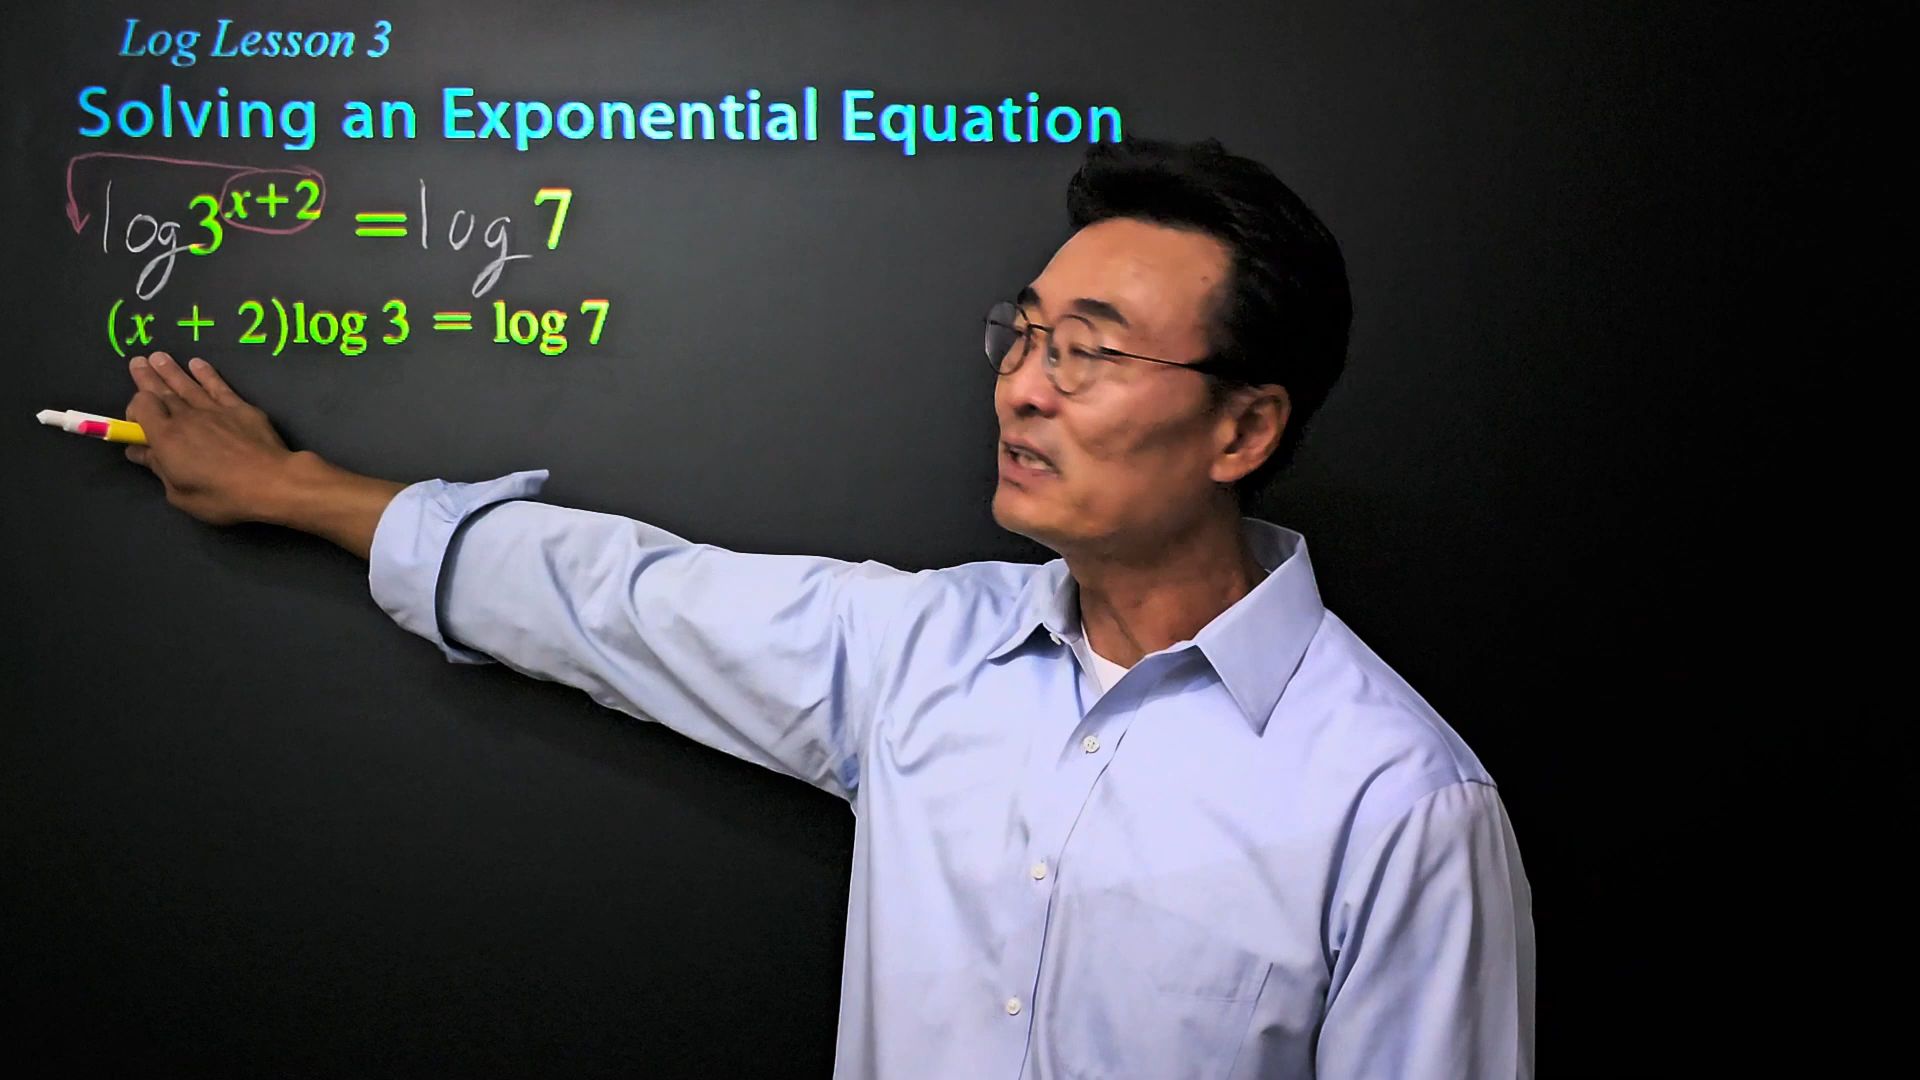 Log Lesson 3
Solving an Exponential Equation
log 3^{x+2} = log 7
(x + 2)log 3 = log 7